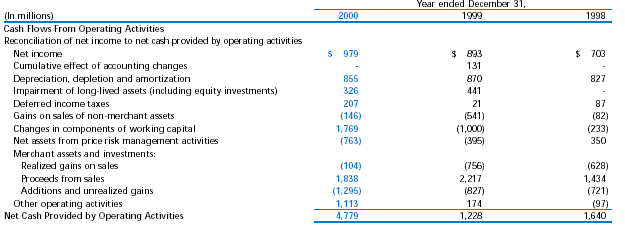 Year ended December 31,
(In millions) 2000 1999 1998
Cash Flows From Operating Activities
Reconciliation of net income to net cash provided by operating activities
Net income $ 979 $ 893 $ 703
Cumulative effect of accounting changes - 131 -
Depreciation, depletion and amortization 855 870 827
Impairment of long-lived assets (including equity investments) 326 441 -
Deferred income taxes 207 21 87
Gains on sales of non-merchant assets (146) (541) (82)
Changes in components of working capital 1,769 (1,000) (233)
Net assets from price risk management activities (763) (395) 350
Merchant assets and investments:
Realized gains on sales (104) (756) (628)
Proceeds from sales 1,838 2,217 1,434
Additions and unrealized gains (1,295) (827) (721)
Other operating activities 1,113 174 (97)
Net Cash Provided by Operating Activities 4,779 1,228 1,640